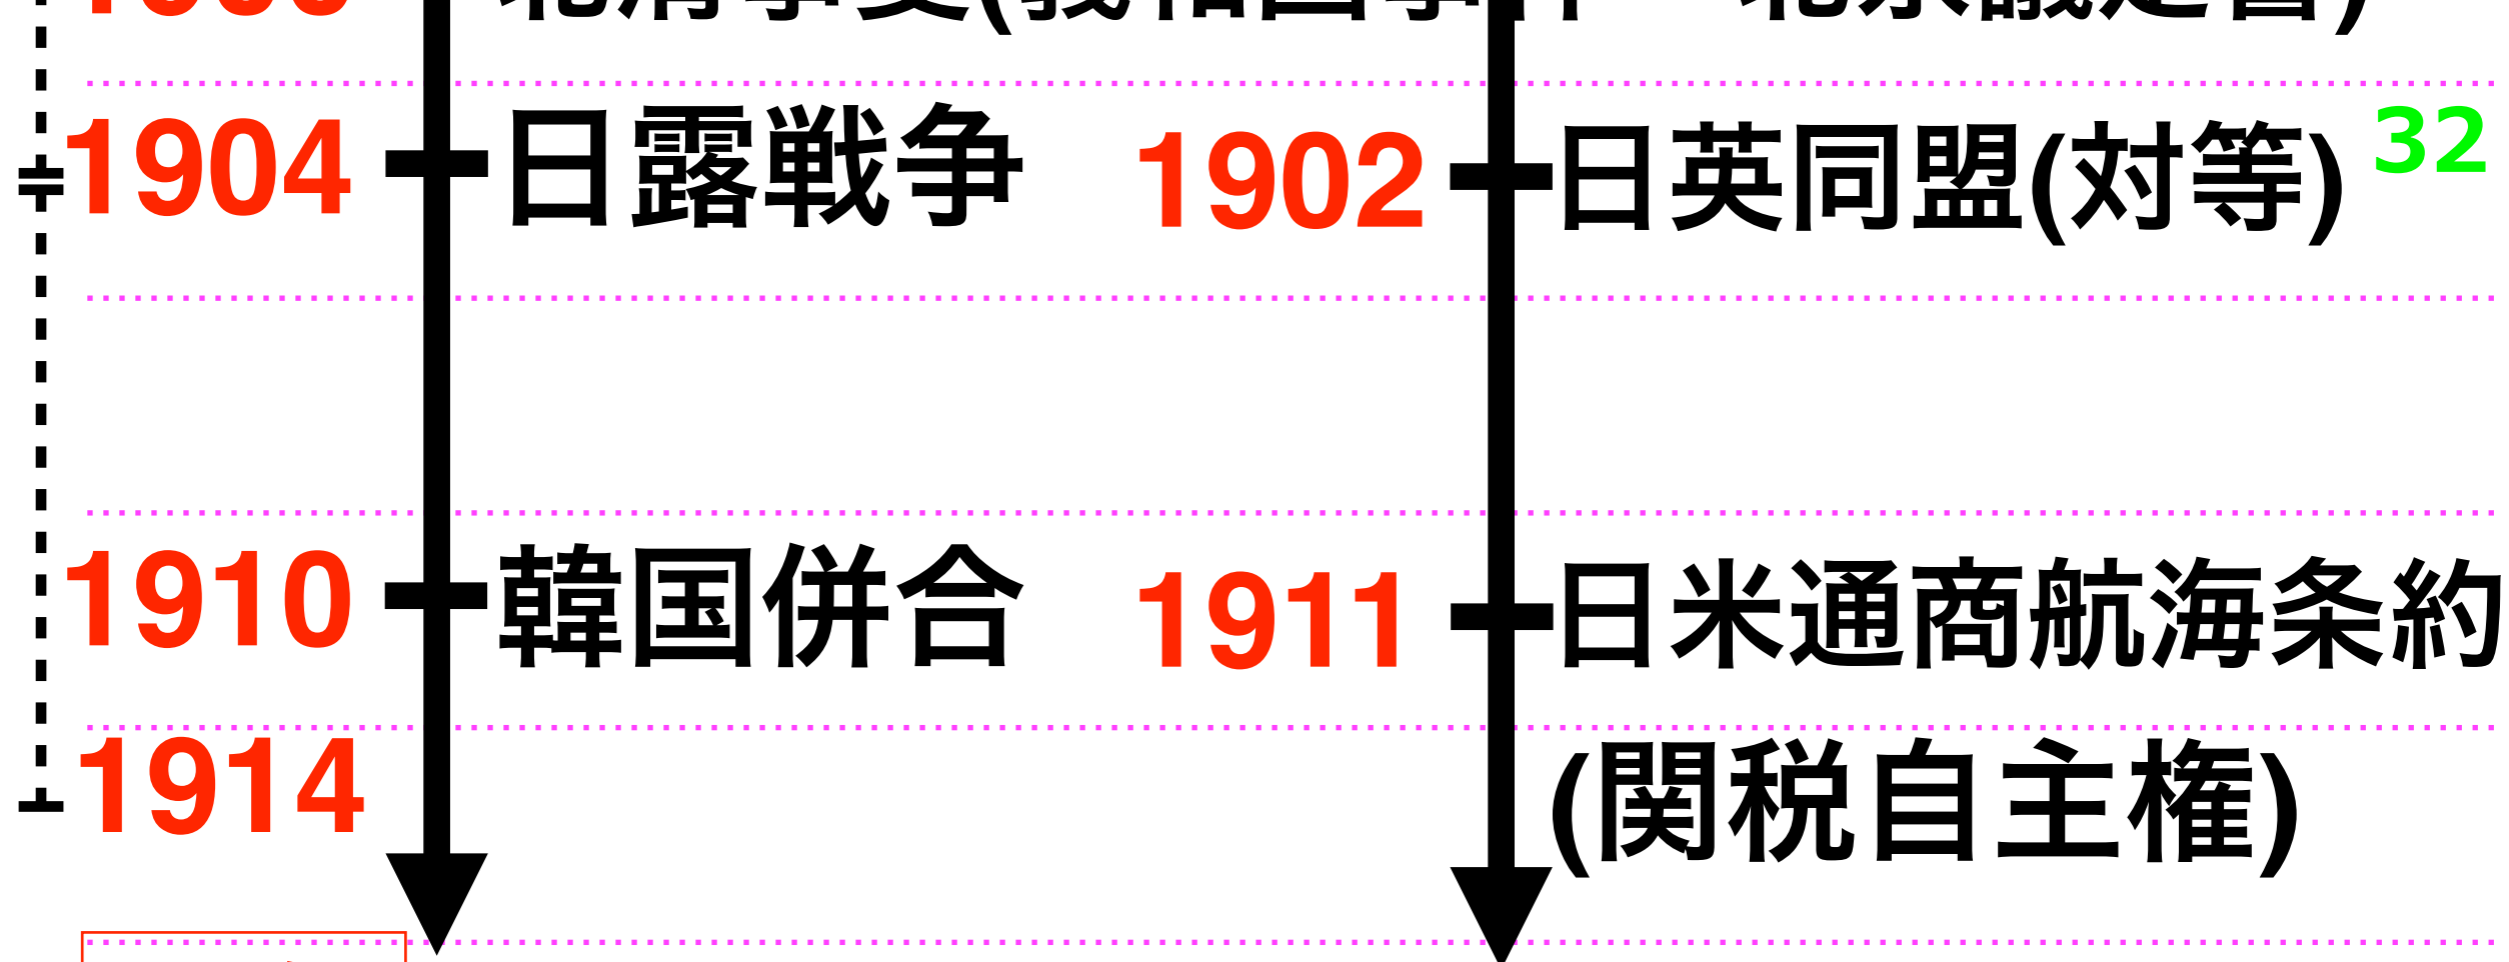 1904 日露戦争
1902 日英同盟(対等)32
1910 韓国併合
1911 日米通商航海条約
(関税自主権)
1914